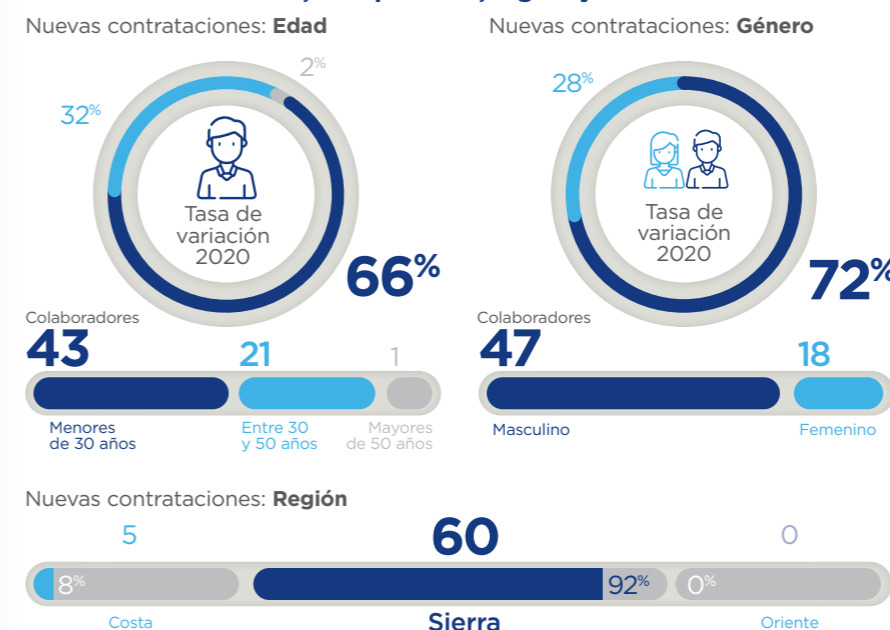 Nuevas contrataciones: Edad
2%
32%
Tasa de
variación
2020
66%
Colaboradores
43
21
1
Menores
de 30 años
Entre 30
y 50 años
Mayores
de 50 años
Nuevas contrataciones: Género
28%
Tasa de
variación
2020
72%
Colaboradores
47
18
Masculino
Femenino
Nuevas contrataciones: Región
5
60
0
8%
92%
0%
Costa
Sierra
Oriente